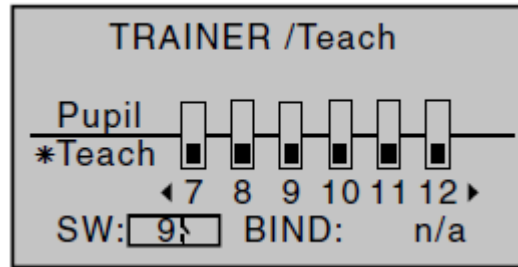 TRAINER /Teach
Pupil
*Teach
7 8 9 10 11 12
SW: 9 BIND: n/a